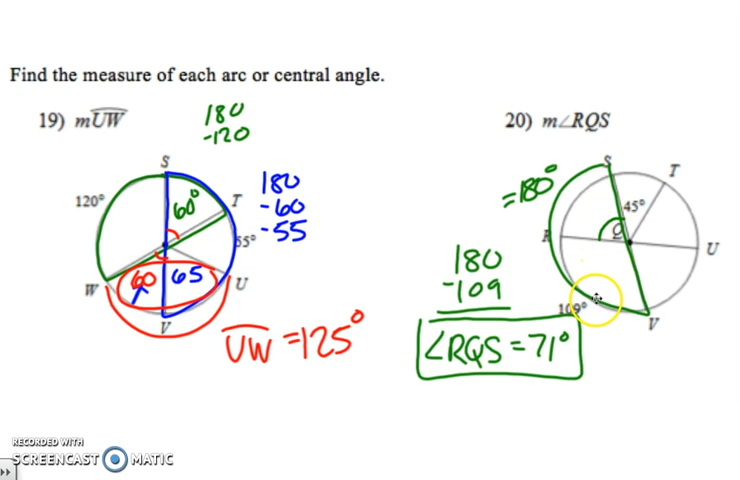 Find the measure of each arc or central angle.
19) mUW
180
-120
20) m∠RQS
S
120°
60°
T
55°
180
-60
-55
60
65
W
U
V
UW = 125°
S
T
= 180°
45°
R
Q
U
180
-109
109°
V
∠RQS = 71°
RECORDED WITH
SCREENCAST MATIC